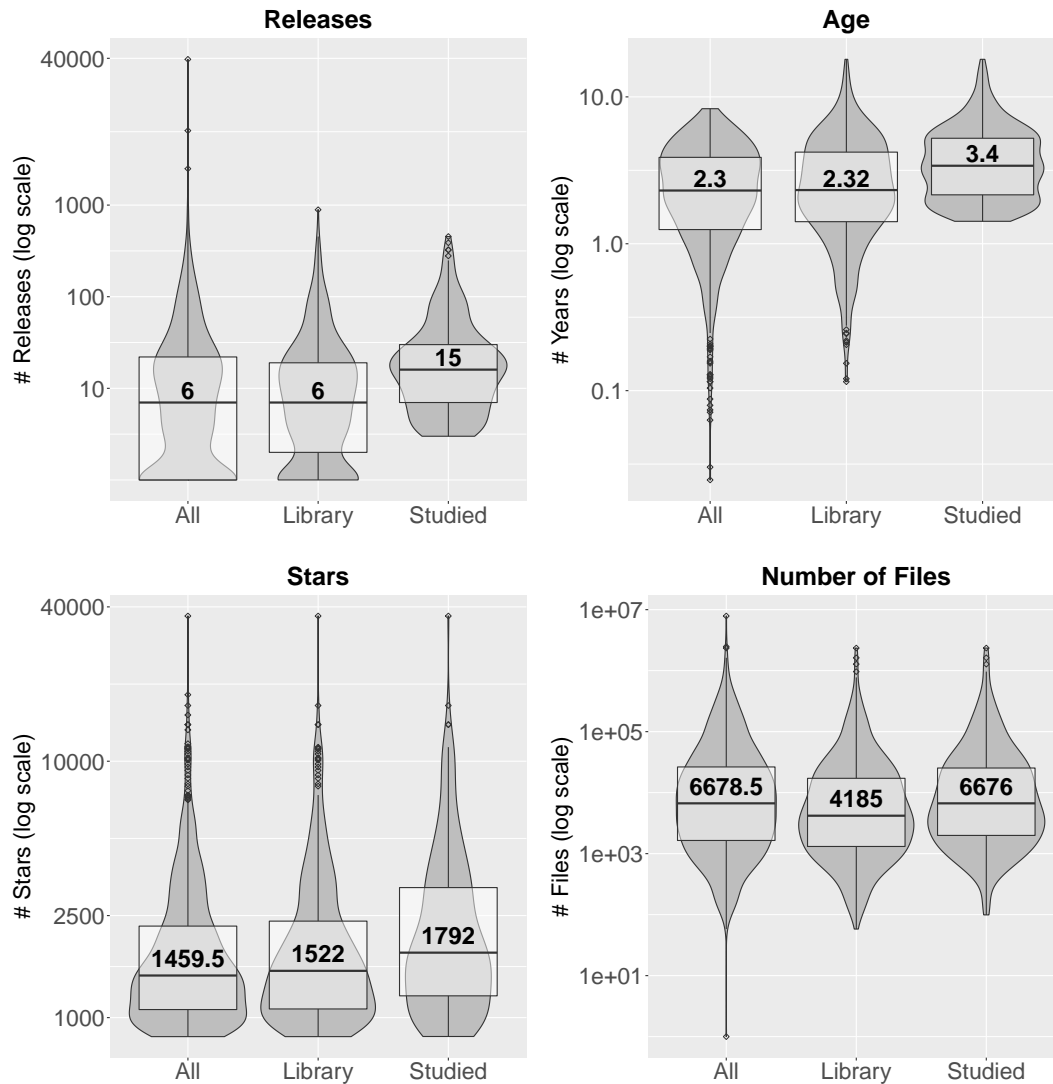 Releases
# Releases (log scale)
40000
1000
100
10
6
6
15
All
Library
Studied
Age
# Years (log scale)
10.0
1.0
0.1
2.3
2.32
3.4
All
Library
Studied
Stars
# Stars (log scale)
40000
10000
2500
1000
1459.5
1522
1792
All
Library
Studied
Number of Files
# Files (log scale)
1e+07
1e+05
1e+03
1e+01
6678.5
4185
6676
All
Library
Studied